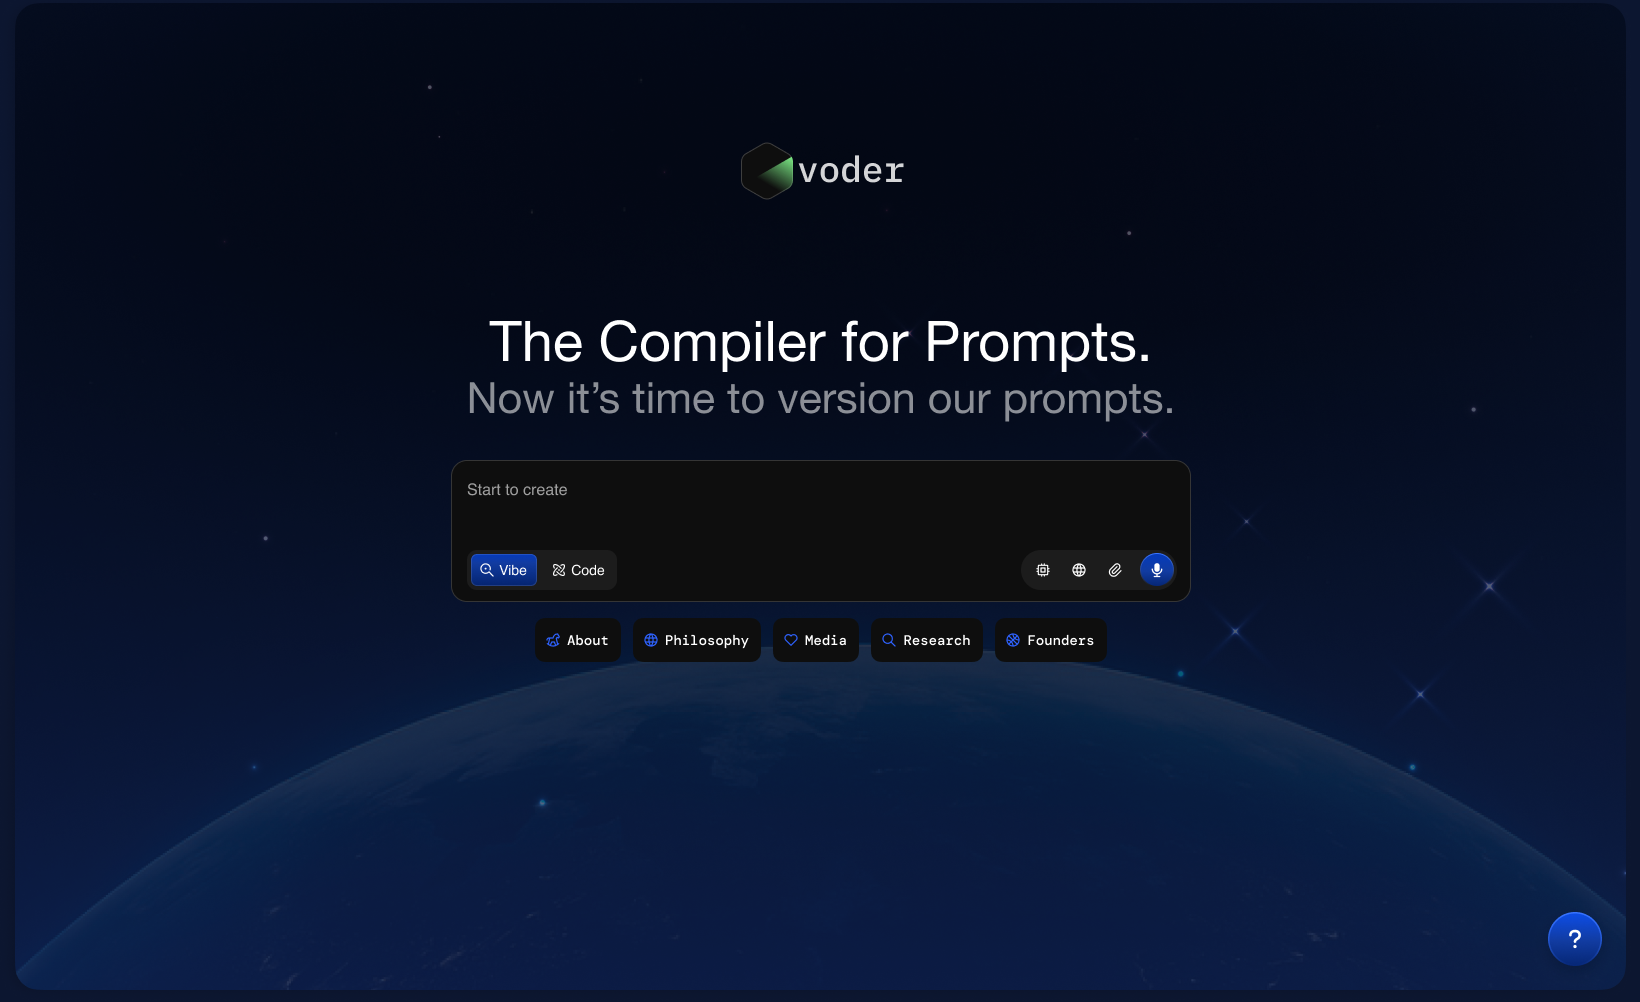 voder
The Compiler for Prompts.
Now it’s time to version our prompts.
Start to create
Vibe Code
About Philosophy Media Research Founders
?